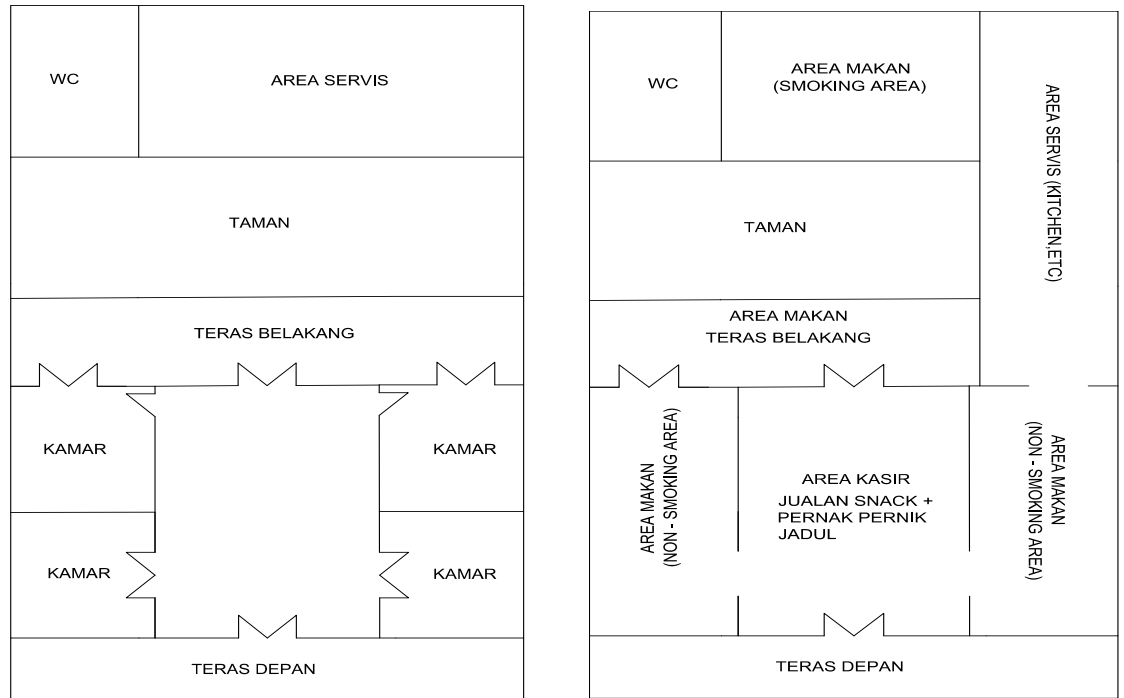 WC
AREA SERVIS
TAMAN
TERAS BELAKANG
KAMAR
KAMAR
KAMAR
KAMAR
TERAS DEPAN
WC
AREA MAKAN
(SMOKING AREA)
AREA SERVIS (KITCHEN,ETC)
TAMAN
AREA MAKAN
TERAS BELAKANG
AREA MAKAN
(NON - SMOKING AREA)
AREA KASIR
JUALAN SNACK +
PERNAK PERNIK
JADUL
AREA MAKAN
(NON - SMOKING AREA)
TERAS DEPAN